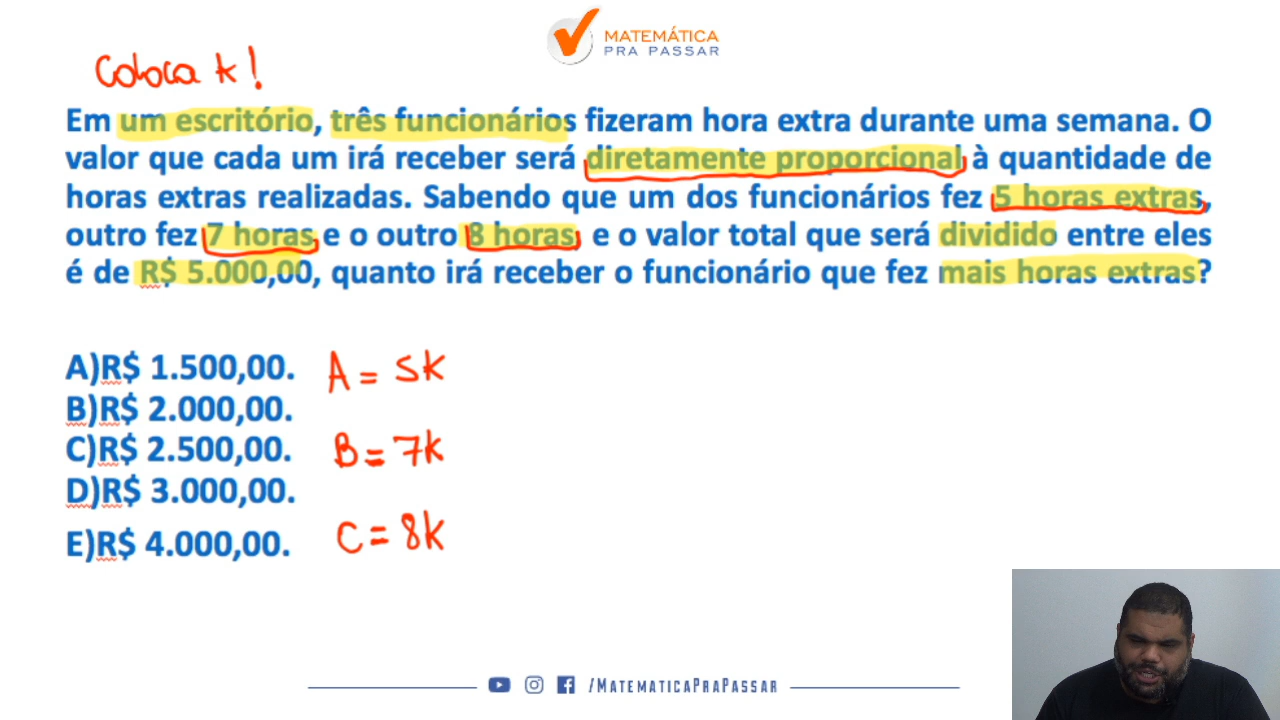 MATEMÁTICA
PRA PASSAR
Coloca k!
Em um escritório, três funcionários fizeram hora extra durante uma semana. O
valor que cada um irá receber será diretamente proporcional à quantidade de
horas extras realizadas. Sabendo que um dos funcionários fez 5 horas extras,
outro fez 7 horas e o outro 8 horas, e o valor total que será dividido entre eles
é de R$ 5.000,00, quanto irá receber o funcionário que fez mais horas extras?
A)R$ 1.500,00. A = 5k
B)R$ 2.000,00.
C)R$ 2.500,00. B = 7k
D)R$ 3.000,00.
E)R$ 4.000,00. C = 8k
/MATEMATICAPRAPASSAR